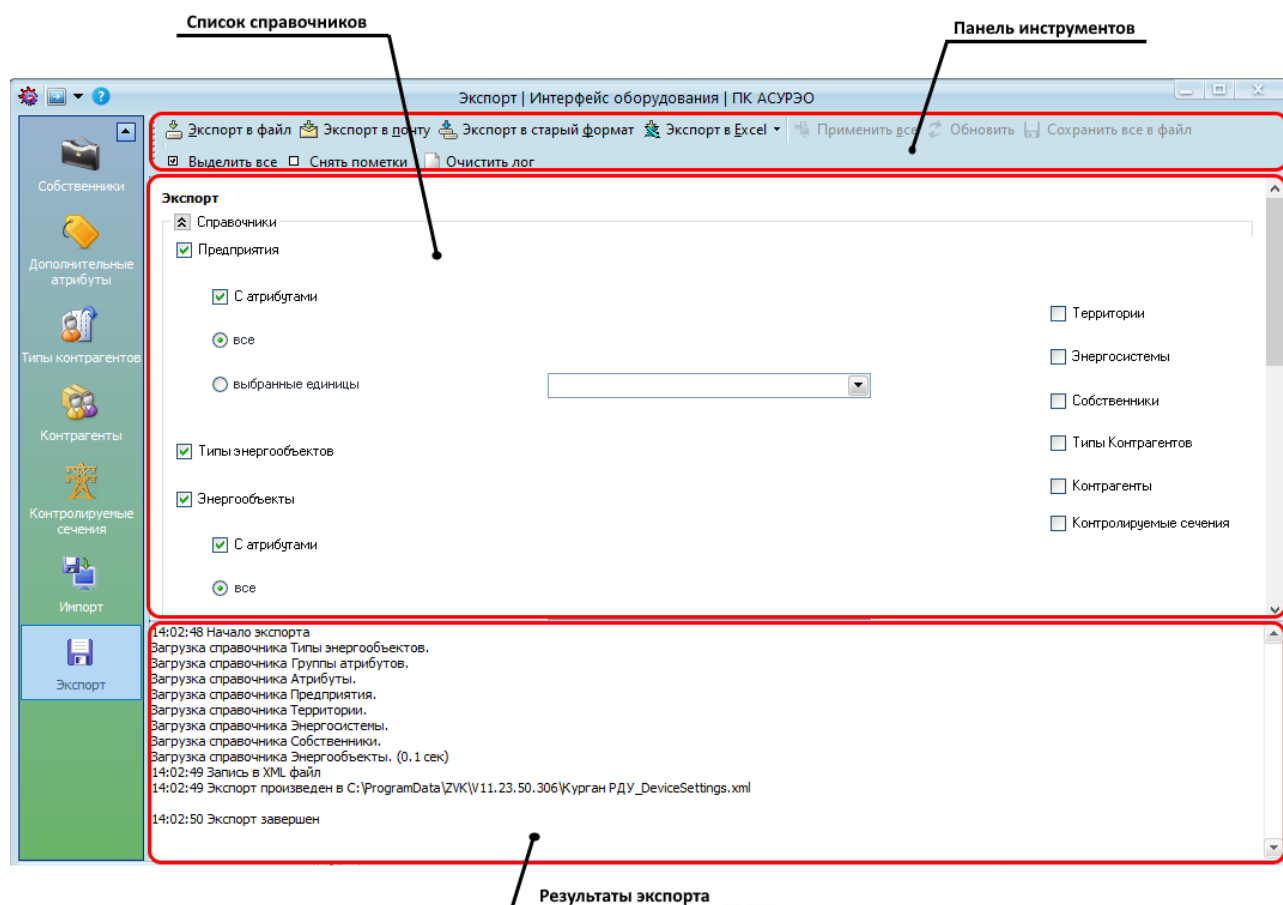 Список справочников
Панель инструментов
Экспорт | Интерфейс оборудования | ПК АСУРЭО
Экспорт в файл Экспорт в почту Экспорт в старый формат Экспорт в Excel Применить все Обновить Сохранить все в файл
Выделить все Снять пометки Очистить лог
Собственники
Дополнительные
атрибуты
Типы контрагентов
Контрагенты
Контролируемые
сечения
Импорт
Экспорт
Экспорт
Справочники
Предприятия
С атрибутами
все
выбранные единицы
Типы энергообъектов
Энергообъекты
С атрибутами
все
Территории
Энергосистемы
Собственники
Типы Контрагентов
Контрагенты
Контролируемые сечения
14:02:48 Начало экспорта
Загрузка справочника Типы энергообъектов.
Загрузка справочника Группы атрибутов.
Загрузка справочника Атрибуты.
Загрузка справочника Предприятия.
Загрузка справочника Территории.
Загрузка справочника Энергосистемы.
Загрузка справочника Собственники.
Загрузка справочника Энергообъекты. (0.1 сек)
14:02:49 Запись в XML файл
14:02:49 Экспорт произведен в C:\ProgramData\ZVK\V11.23.50.306\Курган РДУ_DeviceSettings.xml
14:02:50 Экспорт завершен
Результаты экспорта